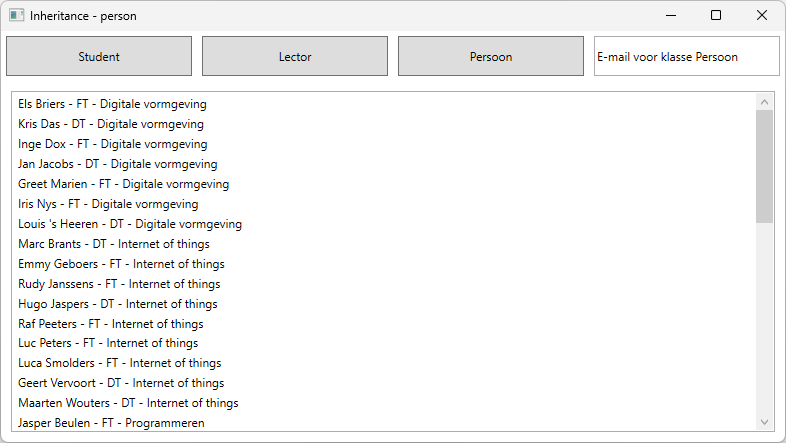 Inheritance - person
Student
Lector
Persoon
E-mail voor klasse Persoon
Els Briers - FT - Digitale vormgeving
Kris Das - DT - Digitale vormgeving
Inge Dox - FT - Digitale vormgeving
Jan Jacobs - DT - Digitale vormgeving
Greet Marien - FT - Digitale vormgeving
Iris Nys - FT - Digitale vormgeving
Louis 's Heeren - DT - Digitale vormgeving
Marc Brants - DT - Internet of things
Emmy Geboers - FT - Internet of things
Rudy Janssens - FT - Internet of things
Hugo Jaspers - DT - Internet of things
Raf Peeters - FT - Internet of things
Luc Peters - FT - Internet of things
Luca Smolders - FT - Internet of things
Geert Vervoort - DT - Internet of things
Maarten Wouters - DT - Internet of things
Jasper Beulen - FT - Programmeren